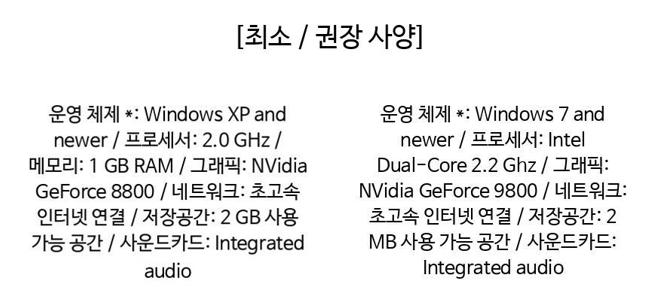 [최소 / 권장 사양]
운영 체제 *: Windows XP and
newer / 프로세서: 2.0 GHz /
메모리: 1 GB RAM / 그래픽: NVidia
GeForce 8800 / 네트워크: 초고속
인터넷 연결 / 저장공간: 2 GB 사용
가능 공간 / 사운드카드: Integrated
audio
운영 체제 *: Windows 7 and
newer / 프로세서: Intel
Dual-Core 2.2 Ghz / 그래픽:
NVidia GeForce 9800 / 네트워크:
초고속 인터넷 연결 / 저장공간: 2
MB 사용 가능 공간 / 사운드카드:
Integrated audio